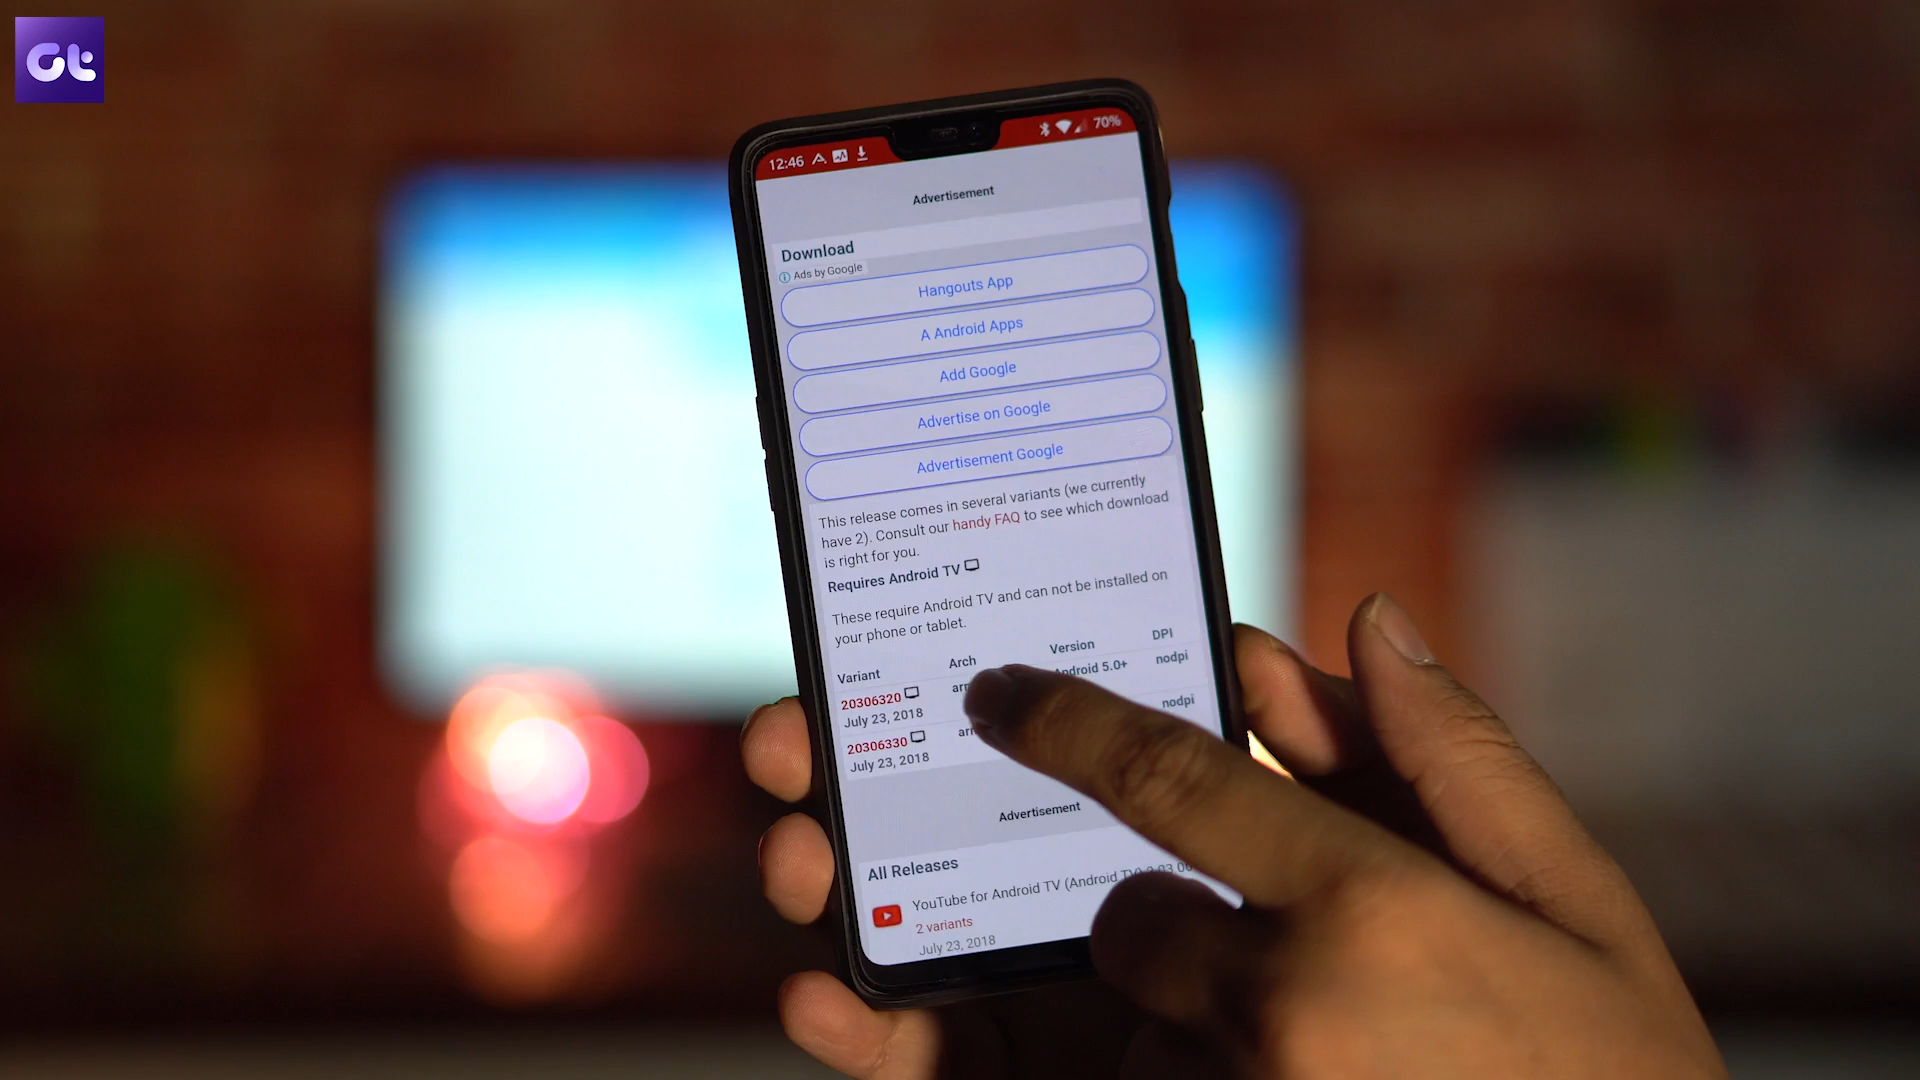 Gt
12:46
70%
Advertisement
Download
Ads by Google
Hangouts App
A Android Apps
Add Google
Advertise on Google
Advertisement Google
This release comes in several variants (we currently
have 2). Consult our handy FAQ to see which download
is right for you.
Requires Android TV
These require Android TV and can not be installed on
your phone or tablet.
Variant Arch Version DPI
20306320 Android 5.0+ nodpi
July 23, 2018
20306330 nodpi
July 23, 2018
Advertisement
All Releases
YouTube for Android TV (Android TV)
2 variants
July 23, 2018